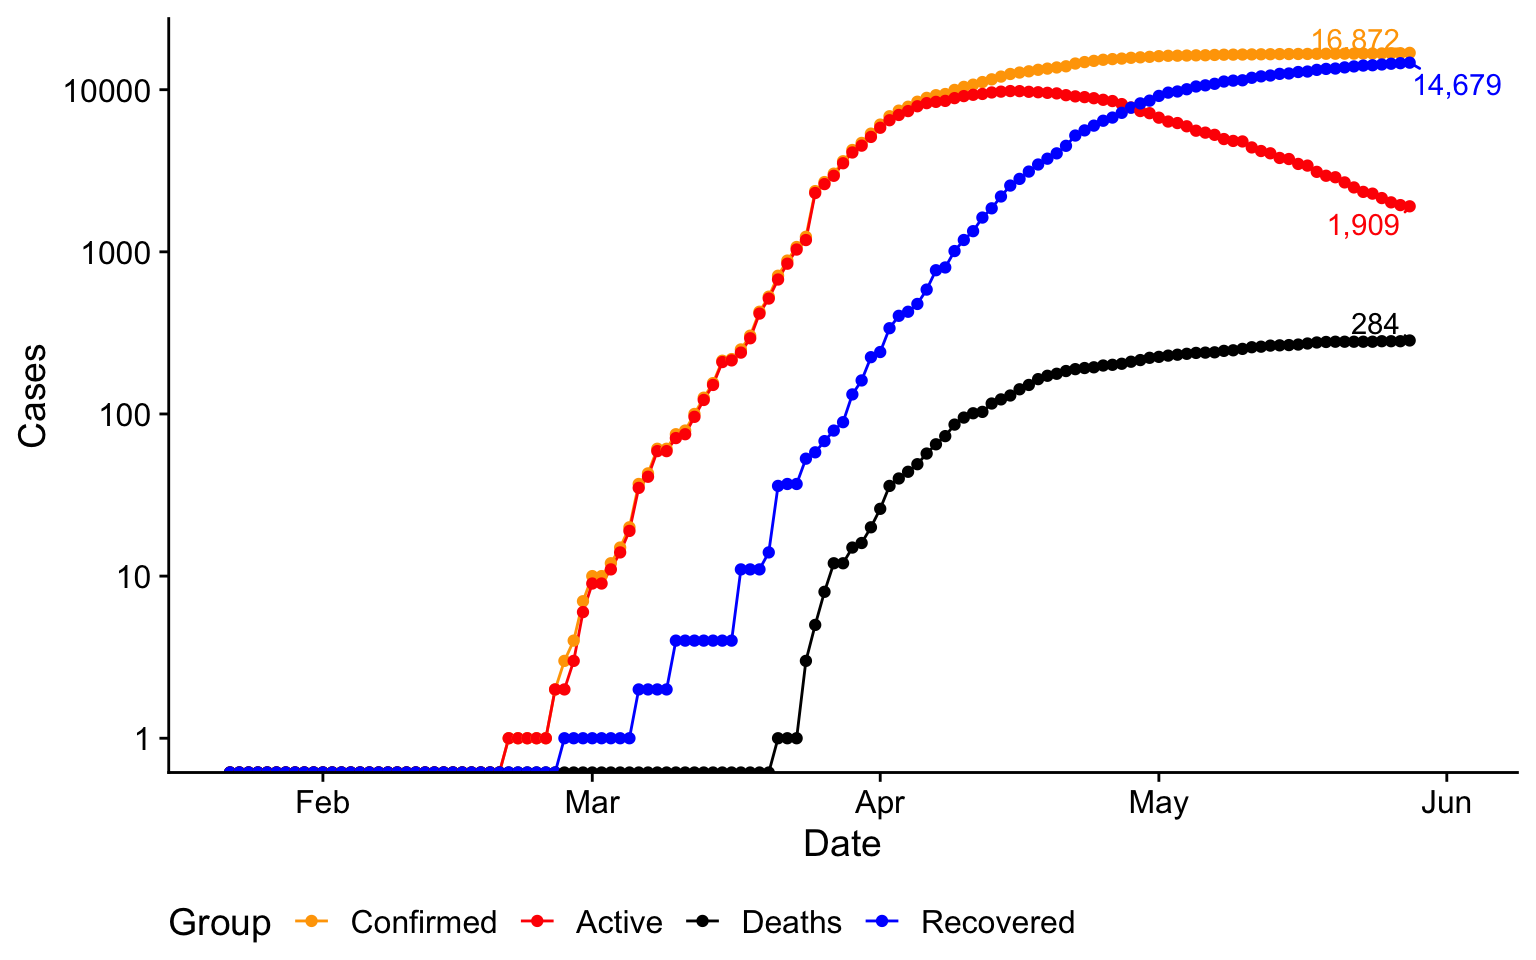 16,872
10000
14,679
1000
1,909
284
100
10
1
Cases
Feb Mar Apr May Jun
Date
Group Confirmed Active Deaths Recovered